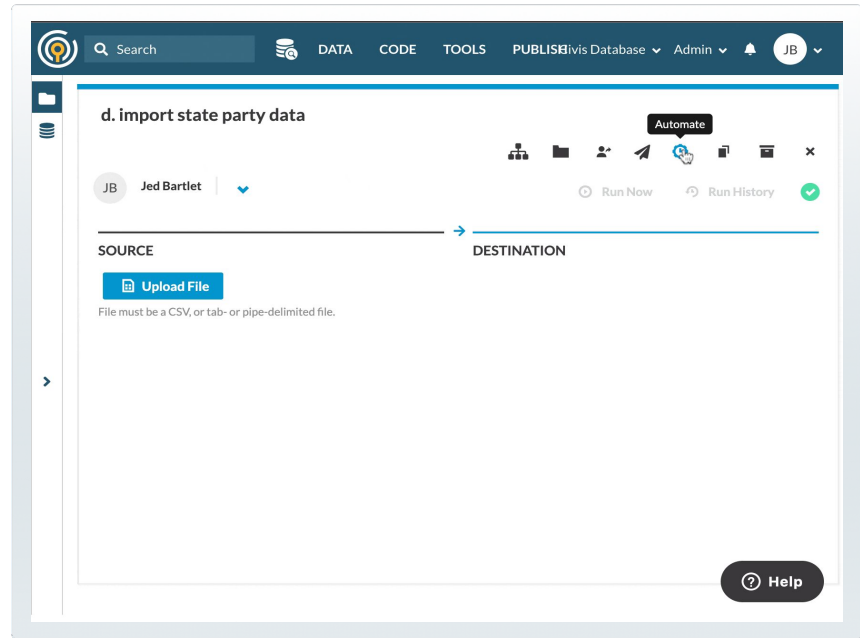 Search
DATA CODE TOOLS PUBLISH ivis Database Admin JB
d. import state party data
Automate
JB Jed Bartlet
Run Now Run History
SOURCE DESTINATION
Upload File
File must be a CSV, or tab- or pipe-delimited file.
Help